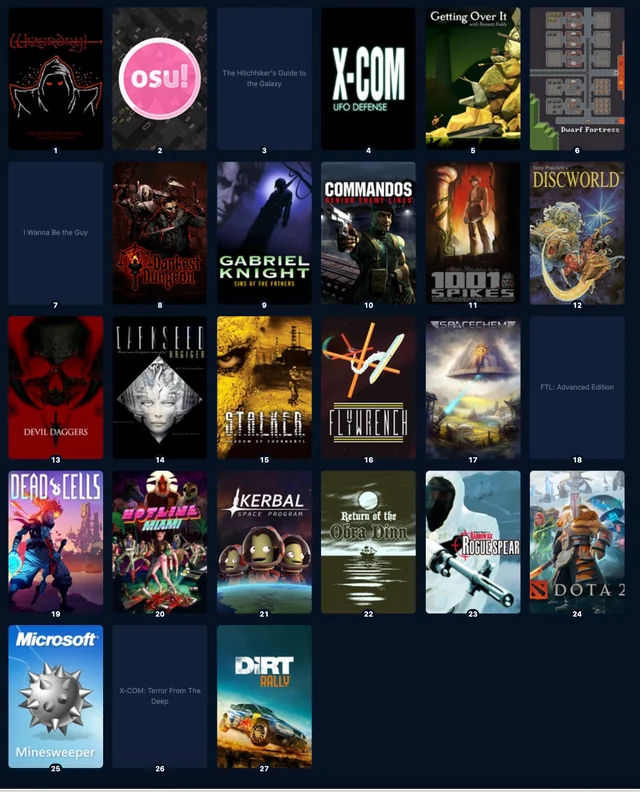 Wizardry
1
osu!
2
The Hitchhiker's Guide to
the Galaxy
3
X-COM
UFO DEFENSE
4
Getting Over It
with Bennett Foddy
5
Dwarf Fortress
6
I Wanna Be the Guy
7
Darkest
Dungeon
8
GABRIEL
KNIGHT
SINS OF THE FATHERS
9
COMMANDOS
BEHIND ENEMY LINES
10
1001
SPIKES
11
Terry Pratchett's
DISCWORLD
12
DEVIL DAGGERS
13
DARKSEED
HR GIGER
14
S.T.A.L.K.E.R.
SHADOW OF CHERNOBYL
15
FLYWRENCH
16
SPACECHEM
17
FTL: Advanced Edition
18
DEAD CELLS
19
HOTLINE
MIAMI
20
KERBAL
SPACE PROGRAM
21
Return of the
Obra Dinn
22
RAINBOW SIX
ROGUE SPEAR
23
DOTA 2
24
Microsoft
Minesweeper
25
X-COM: Terror From The
Deep
26
DiRT
RALLY
27